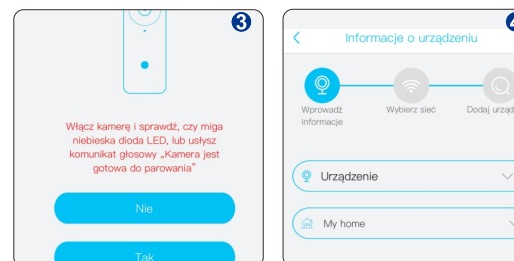 3
Włącz kamerę i sprawdź, czy miga
niebieska dioda LED, lub usłysz
komunikat głosowy „Kamera jest
gotowa do parowania"
Nie
Tak
Informacje o urządzeniu
Wprowadź
informacje
Wybierz sieć
Dodaj
Urządzenie
My home